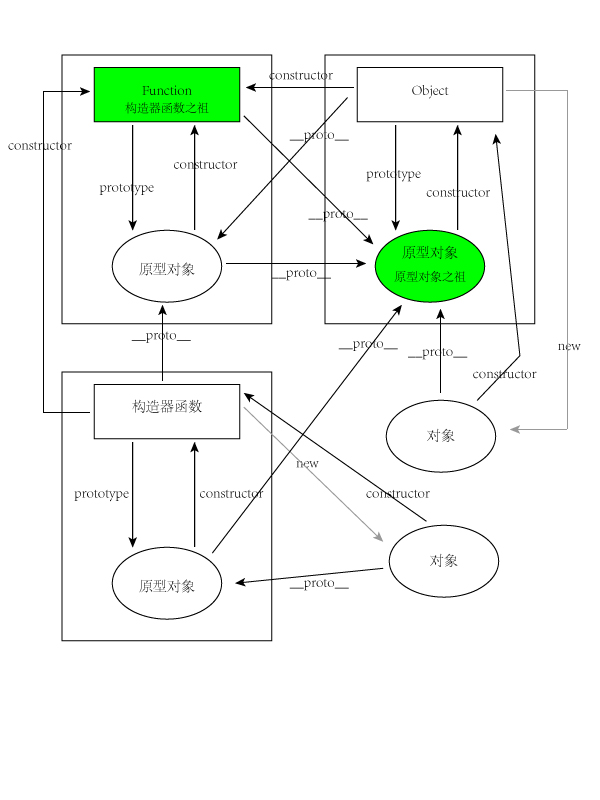 constructor
Function
构造器函数之祖
Object
constructor
__proto__
constructor
prototype
prototype
constructor
__proto__
原型对象
原型对象
原型对象之祖
__proto__
__proto__
__proto__
__proto__
new
constructor
构造器函数
对象
new
prototype
constructor
constructor
原型对象
对象
__proto__